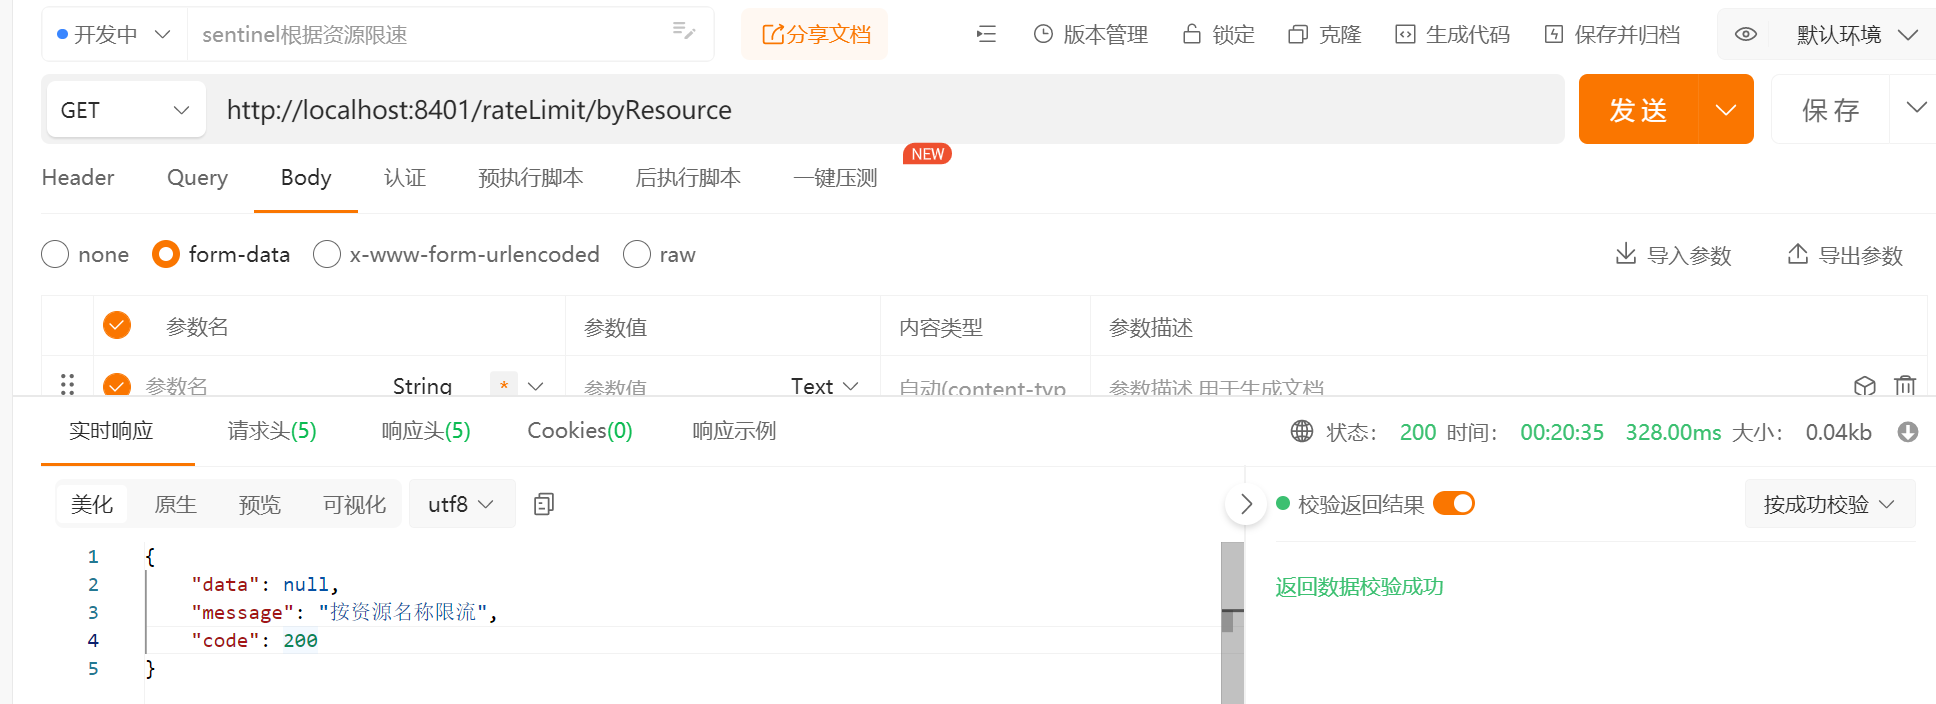 开发中 sentinel根据资源限速 分享文档 版本管理 锁定 克隆 生成代码 保存并归档 默认环境
GET http://localhost:8401/rateLimit/byResource 发送 保存
Header Query Body 认证 预执行脚本 后执行脚本 一键压测 NEW
none form-data x-www-form-urlencoded raw 导入参数 导出参数
参数名 参数值 内容类型 参数描述
参数名 String * 参数值 Text 自动(content-typ 参数描述 用于生成文档
实时响应 请求头(5) 响应头(5) Cookies(0) 响应示例 状态： 200 时间： 00:20:35 328.00ms 大小： 0.04kb
美化 原生 预览 可视化 utf8 校验返回结果 按成功校验
1 {
2 "data": null,
3 "message": "按资源名称限流",
4 "code": 200
5 }
返回数据校验成功